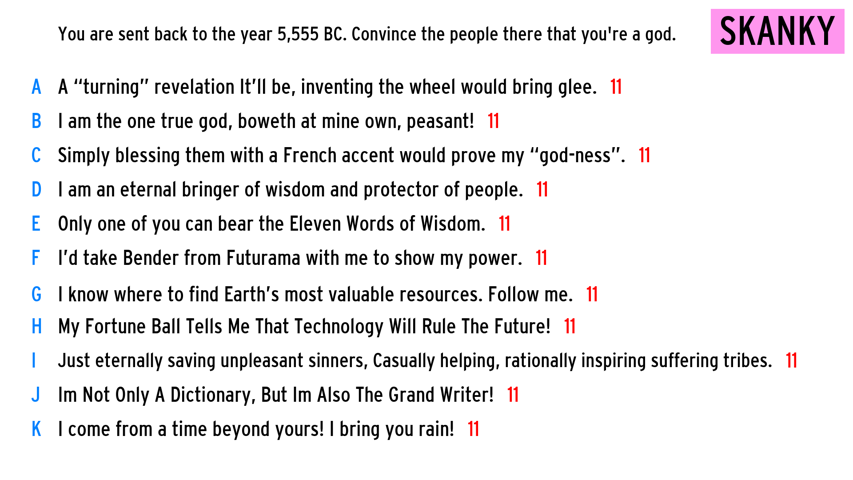 You are sent back to the year 5,555 BC. Convince the people there that you're a god.
SKANKY
A A “turning” revelation It’ll be, inventing the wheel would bring glee. 11
B I am the one true god, boweth at mine own, peasant! 11
C Simply blessing them with a French accent would prove my “god-ness”. 11
D I am an eternal bringer of wisdom and protector of people. 11
E Only one of you can bear the Eleven Words of Wisdom. 11
F I’d take Bender from Futurama with me to show my power. 11
G I know where to find Earth’s most valuable resources. Follow me. 11
H My Fortune Ball Tells Me That Technology Will Rule The Future! 11
I Just eternally saving unpleasant sinners, Casually helping, rationally inspiring suffering tribes. 11
J Im Not Only A Dictionary, But Im Also The Grand Writer! 11
K I come from a time beyond yours! I bring you rain! 11